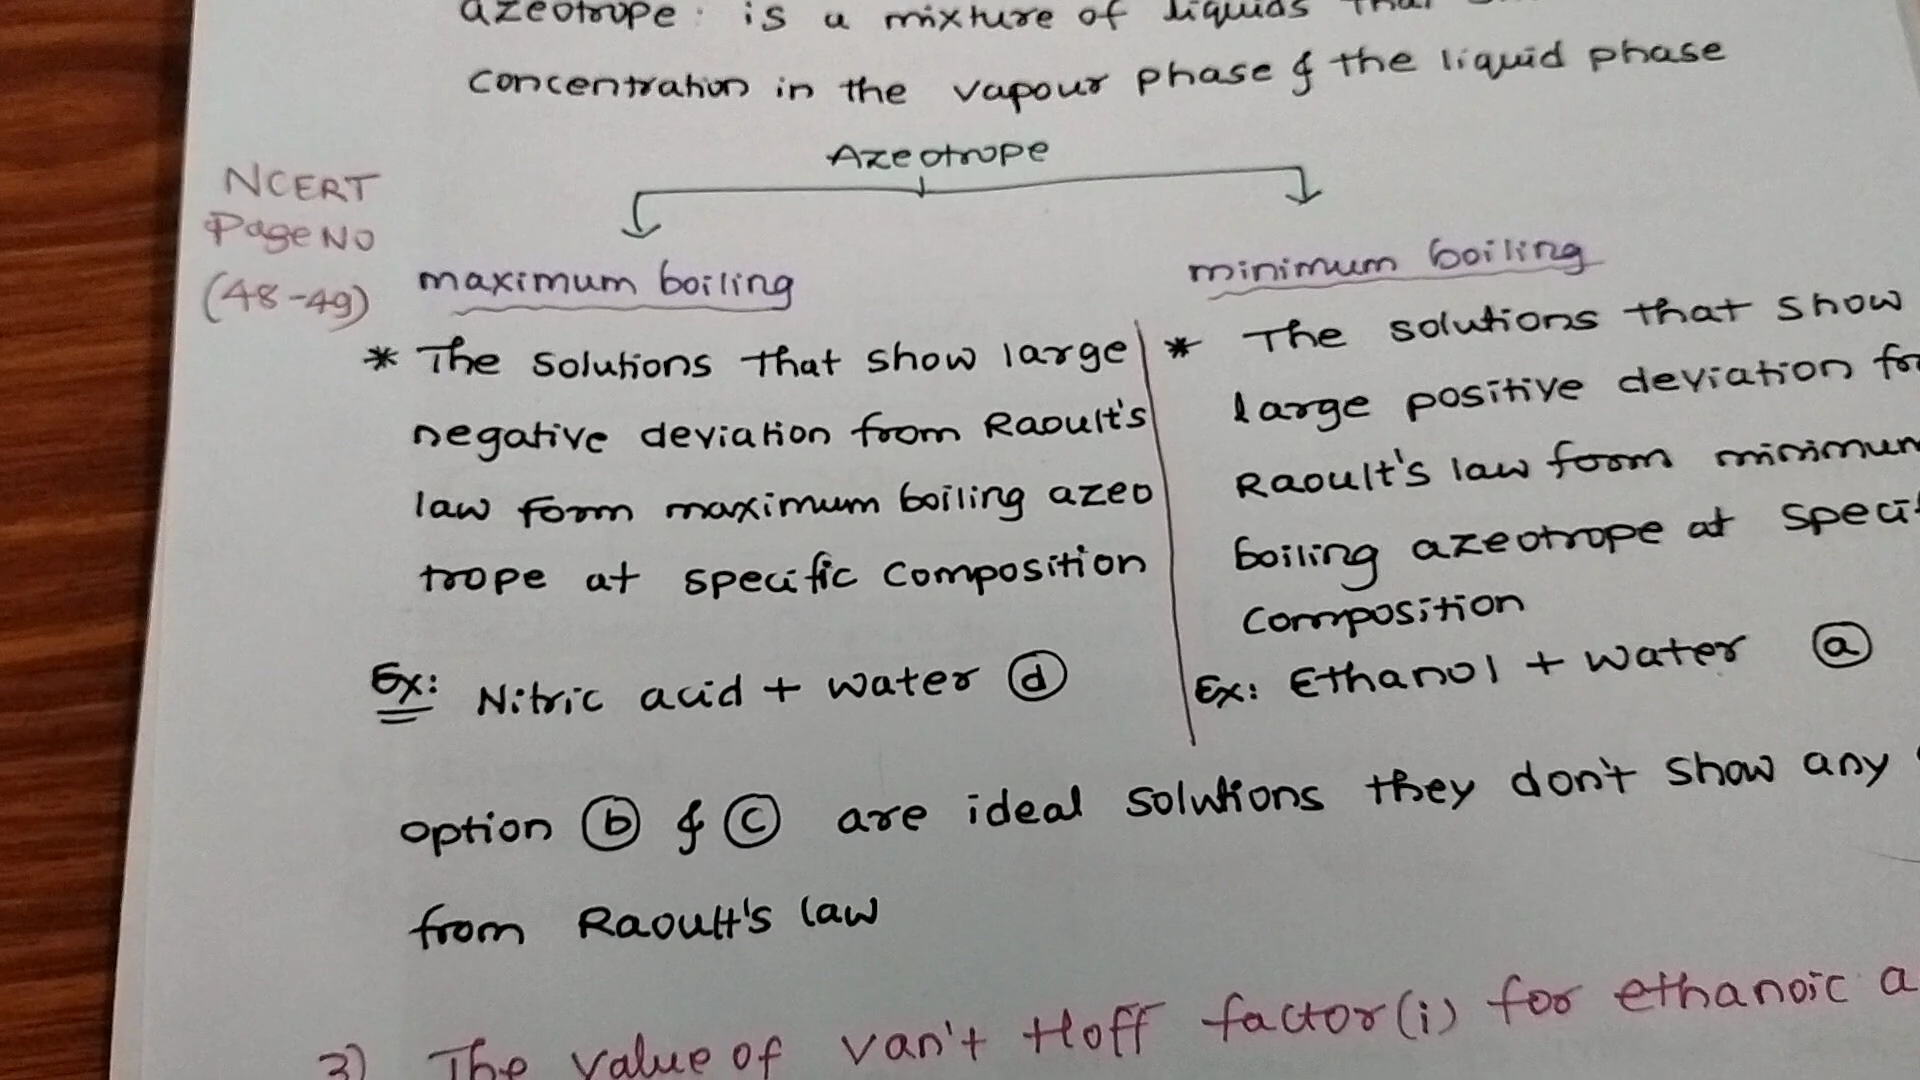 azeotrope: is a mixture of liquids that
concentration in the vapour phase & the liquid phase
Azeotrope
NCERT
Page No
(48-49)
maximum boiling
* The solutions that show large
negative deviation from Raoult's
law form maximum boiling azeo
trope at specific composition
Ex: Nitric acid + water (d)
minimum boiling
* The solutions that show
large positive deviation
Raoult's law form minimum
boiling azeotrope at
composition
Ex: Ethanol + water (a)
option (b) & (c) are ideal solutions they don't show any
from Raoult's law
3) The value of van't Hoff factor (i) for ethanoic a